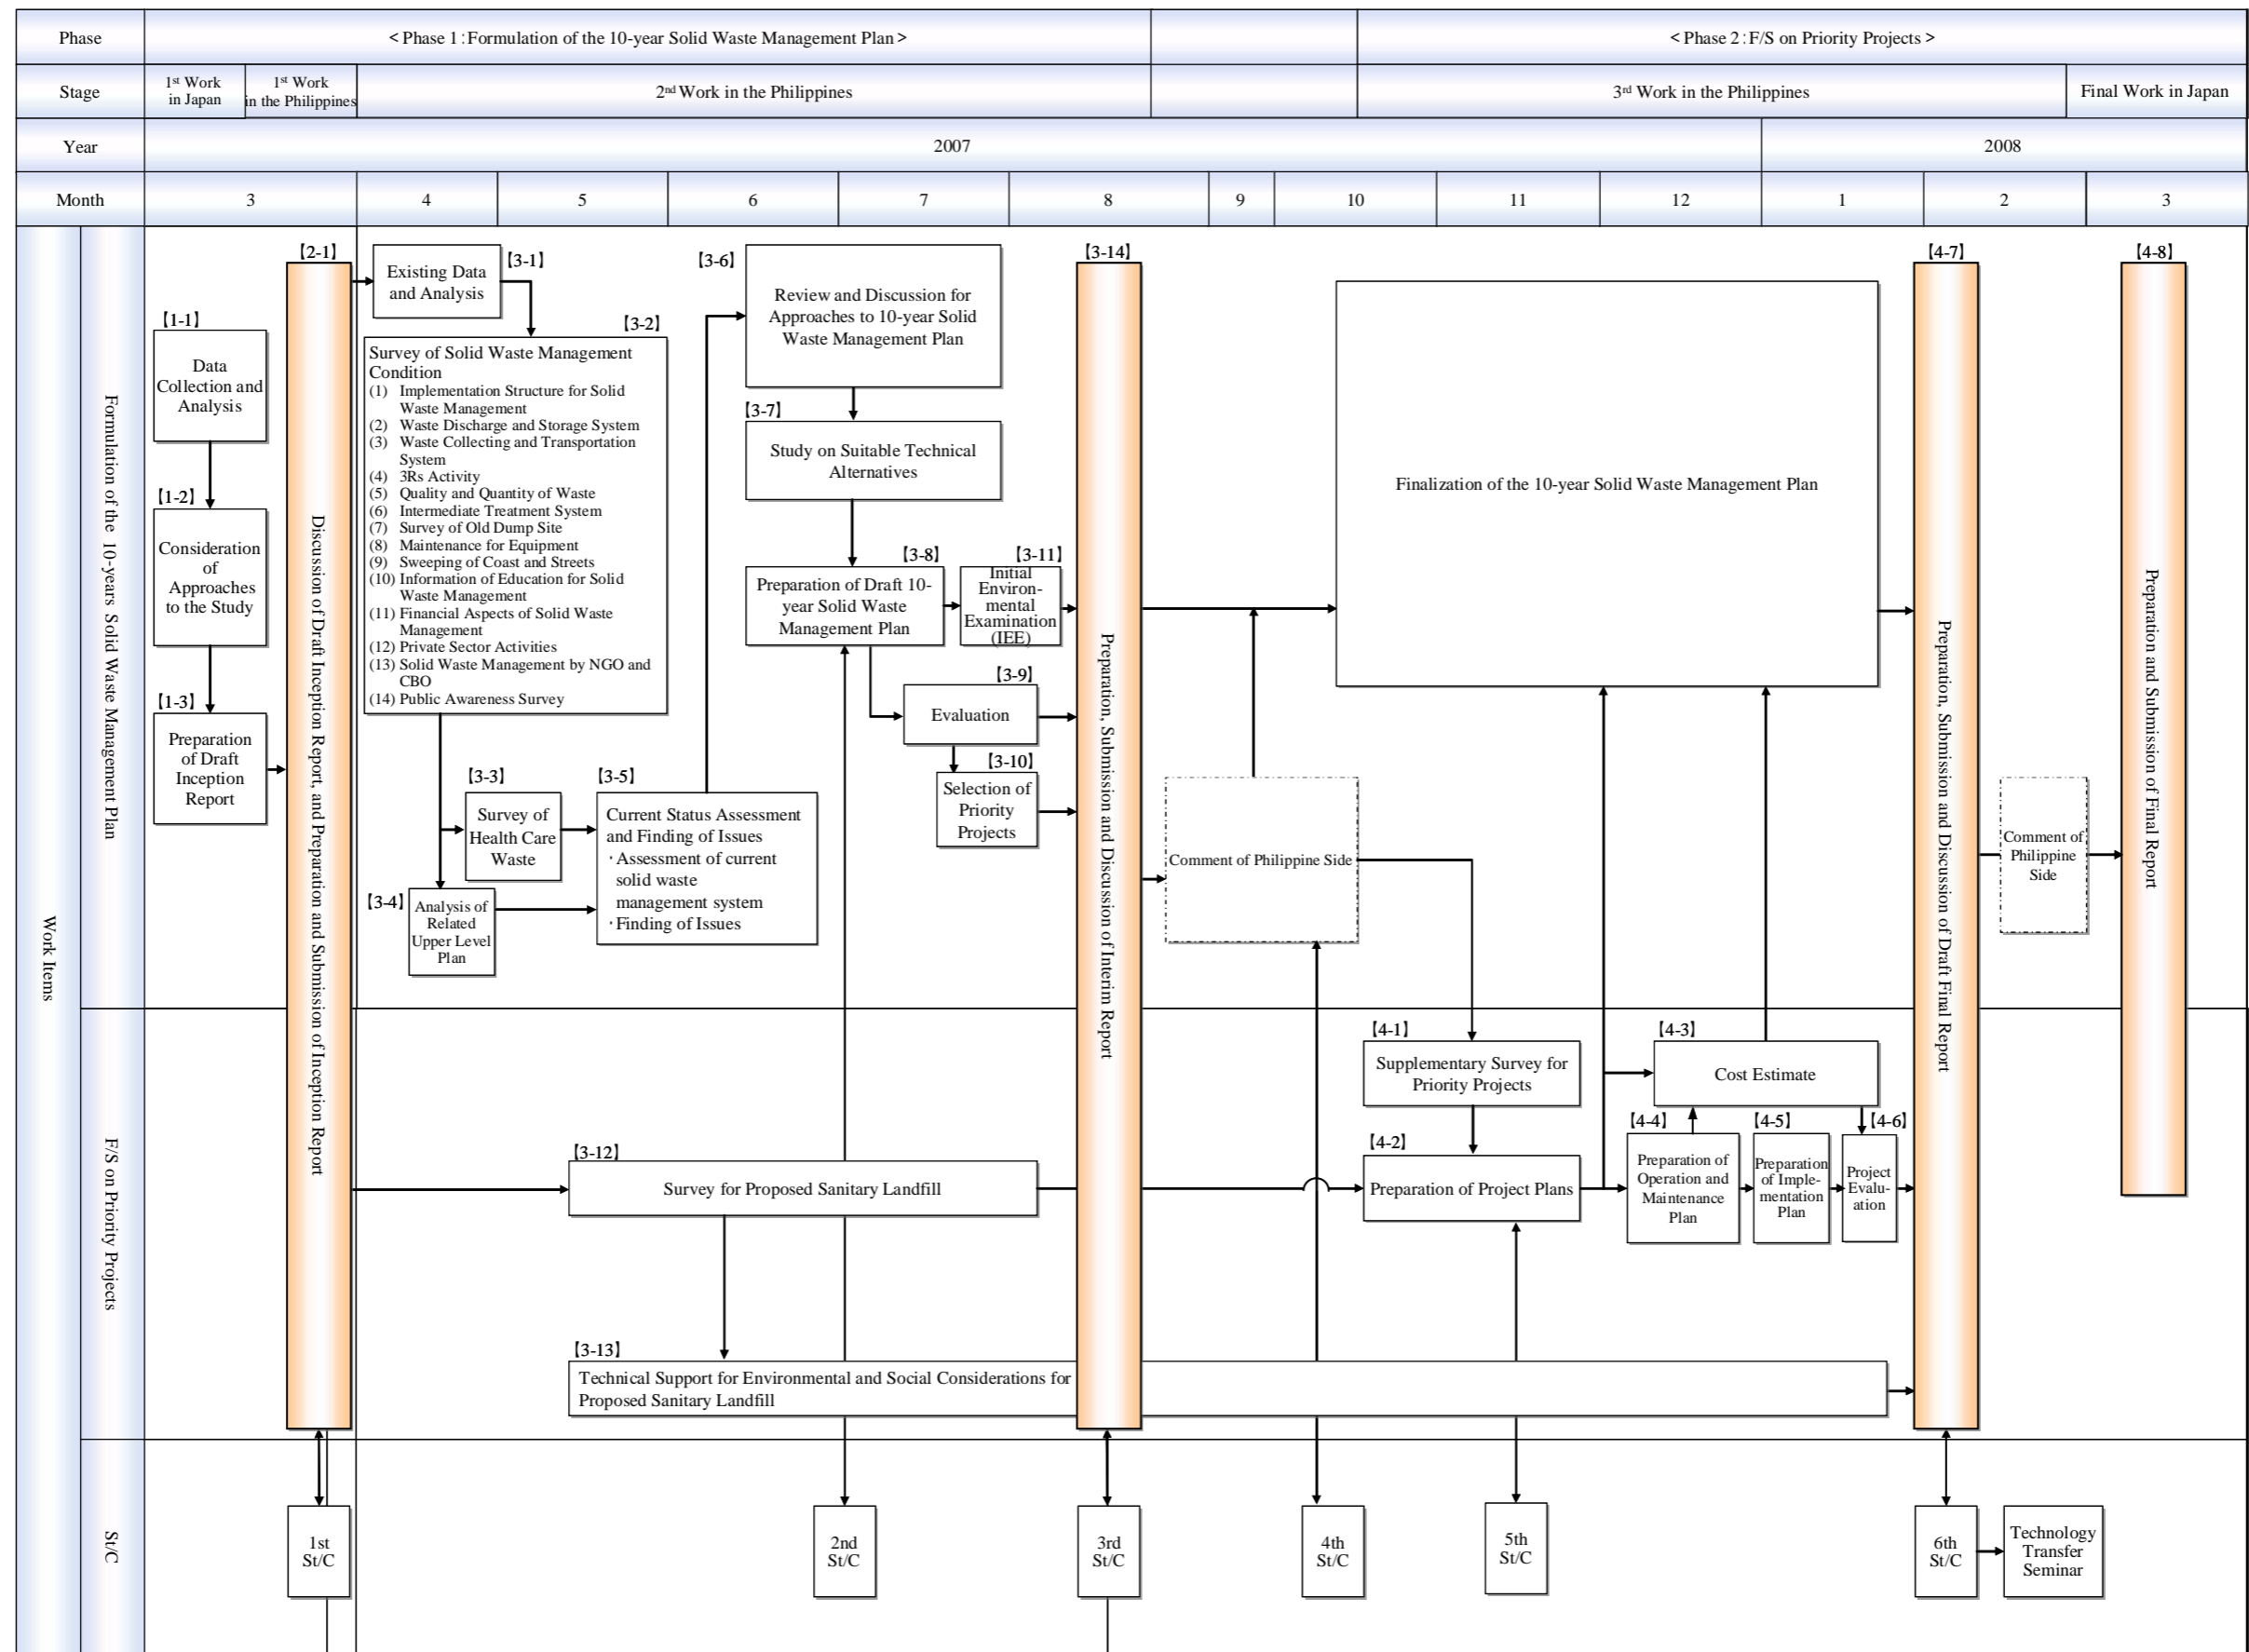 Phase
< Phase 1 : Formulation of the 10-year Solid Waste Management Plan >
< Phase 2 : F/S on Priority Projects >
Stage
1st Work
in Japan
1st Work
in the Philippines
2nd Work in the Philippines
3rd Work in the Philippines
Final Work in Japan
Year
2007
2008
Month
3
4
5
6
7
8
9
10
11
12
1
2
3
Work Items
Formulation of the 10-years Solid Waste Management Plan
F/S on Priority Projects
St/C
【1-1】
Data
Collection and
Analysis
【1-2】
Consideration
of
Approaches
to the Study
【1-3】
Preparation
of Draft
Inception
Report
【2-1】
Discussion of Draft Inception Report, and Preparation and Submission of Inception Report
Existing Data
and Analysis
【3-1】
【3-2】
Survey of Solid Waste Management
Condition
(1) Implementation Structure for Solid
Waste Management
(2) Waste Discharge and Storage System
(3) Waste Collecting and Transportation
System
(4) 3Rs Activity
(5) Quality and Quantity of Waste
(6) Intermediate Treatment System
(7) Survey of Old Dump Site
(8) Maintenance for Equipment
(9) Sweeping of Coast and Streets
(10) Information of Education for Solid
Waste Management
(11) Financial Aspects of Solid Waste
Management
(12) Private Sector Activities
(13) Solid Waste Management by NGO and
CBO
(14) Public Awareness Survey
【3-3】
Survey of
Health Care
Waste
【3-4】
Analysis of
Related
Upper Level
Plan
【3-5】
Current Status Assessment
and Finding of Issues
・Assessment of current
solid waste
management system
・Finding of Issues
【3-6】
Review and Discussion for
Approaches to 10-year Solid
Waste Management Plan
【3-7】
Study on Suitable Technical
Alternatives
【3-8】
Preparation of Draft 10-
year Solid Waste
Management Plan
【3-11】
Initial
Environ-
mental
Examination
(IEE)
【3-9】
Evaluation
【3-10】
Selection of
Priority
Projects
【3-14】
Preparation, Submission and Discussion of Interim Report
Comment of Philippine Side
Finalization of the 10-year Solid Waste Management Plan
【4-7】
Preparation, Submission and Discussion of Draft Final Report
Comment of
Philippine
Side
【4-8】
Preparation and Submission of Final Report
【3-12】
Survey for Proposed Sanitary Landfill
【3-13】
Technical Support for Environmental and Social Considerations for
Proposed Sanitary Landfill
【4-1】
Supplementary Survey for
Priority Projects
【4-2】
Preparation of Project Plans
【4-3】
Cost Estimate
【4-4】
Preparation of
Operation and
Maintenance
Plan
【4-5】
Preparation
of Imple-
mentation
Plan
【4-6】
Project
Evalu-
ation
1st
St/C
2nd
St/C
3rd
St/C
4th
St/C
5th
St/C
6th
St/C
Technology
Transfer
Seminar